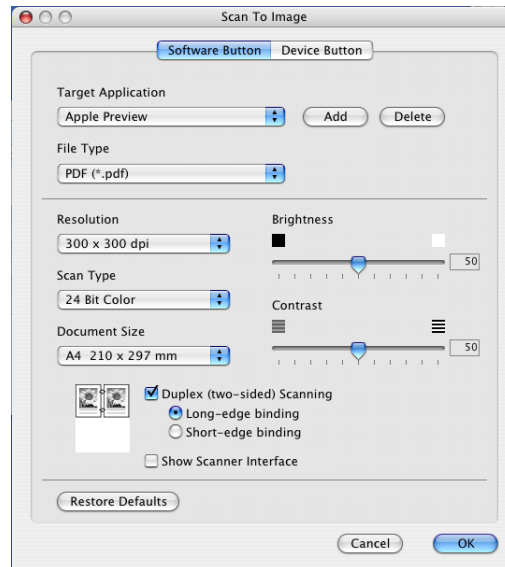 Scan To Image
Software Button Device Button
Target Application
Apple Preview Add Delete
File Type
PDF (*.pdf)
Resolution Brightness
300 x 300 dpi
50
Scan Type
24 Bit Color
Contrast
Document Size
A4 210 x 297 mm
50
Duplex (two-sided) Scanning
Long-edge binding
Short-edge binding
Show Scanner Interface
Restore Defaults
Cancel OK